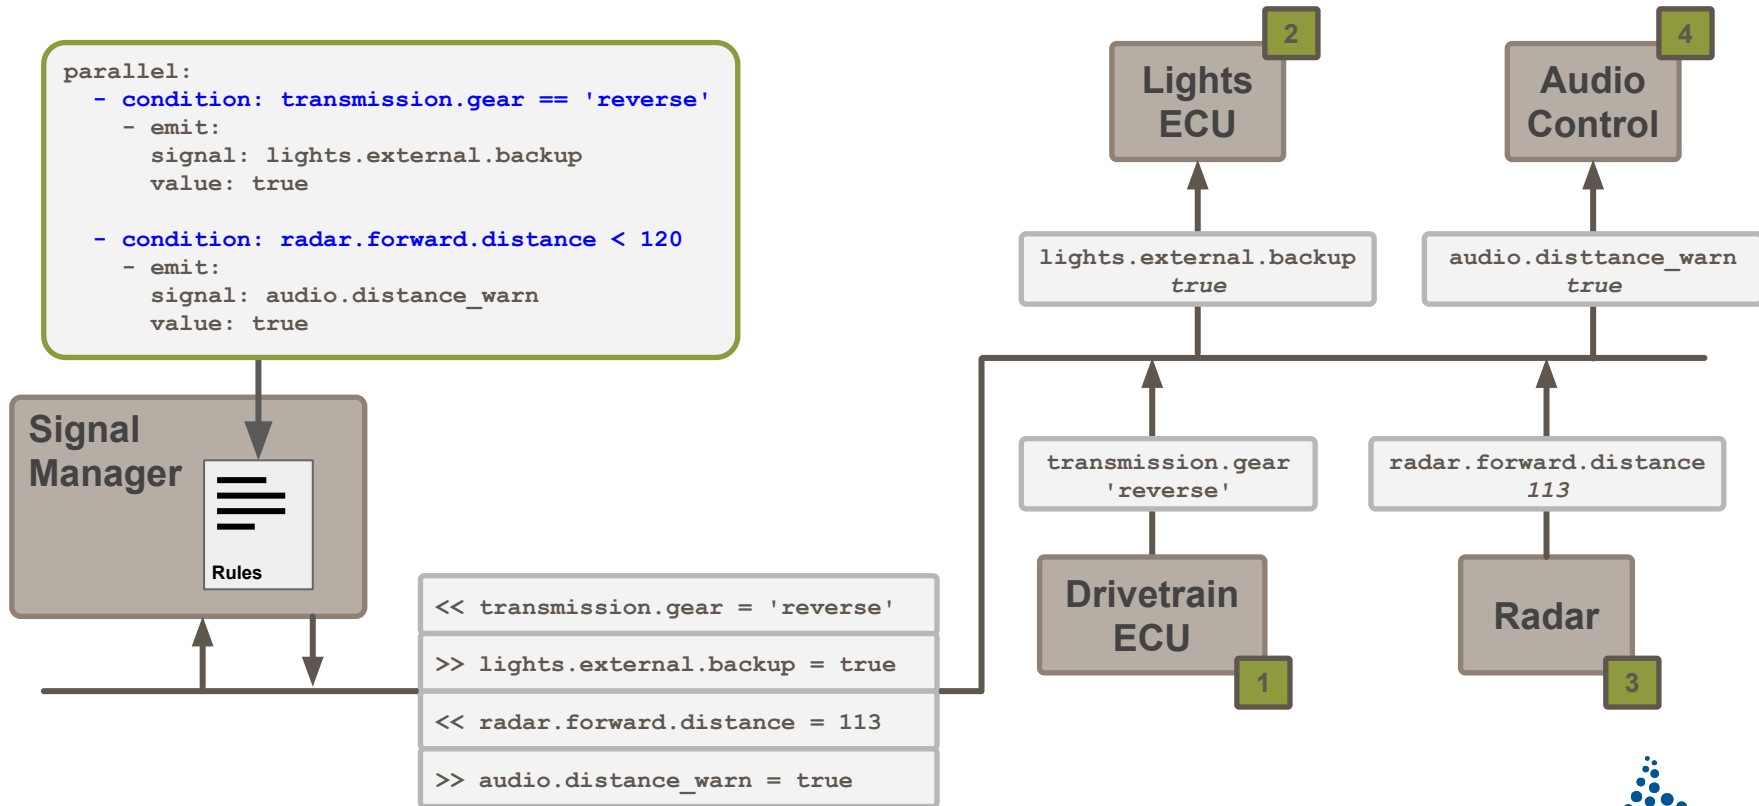 parallel:
  - condition: transmission.gear == 'reverse'
    - emit:
      signal: lights.external.backup
      value: true
  - condition: radar.forward.distance < 120
    - emit:
      signal: audio.distance_warn
      value: true
Signal
Manager
Rules
<< transmission.gear = 'reverse'
>> lights.external.backup = true
<< radar.forward.distance = 113
>> audio.distance_warn = true
2
Lights
ECU
4
Audio
Control
lights.external.backup
true
audio.disttance_warn
true
transmission.gear
'reverse'
radar.forward.distance
113
Drivetrain
ECU
1
Radar
3